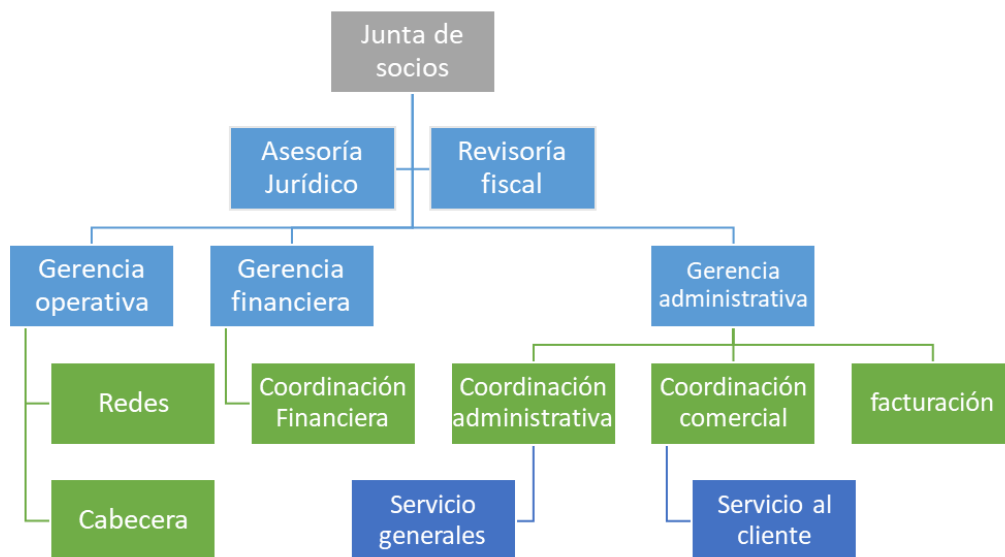 Junta de
socios
Asesoría
Jurídico
Revisoría
fiscal
Gerencia
operativa
Gerencia
financiera
Gerencia
administrativa
Redes
Coordinación
Financiera
Coordinación
administrativa
Coordinación
comercial
facturación
Cabecera
Servicio
generales
Servicio al
cliente